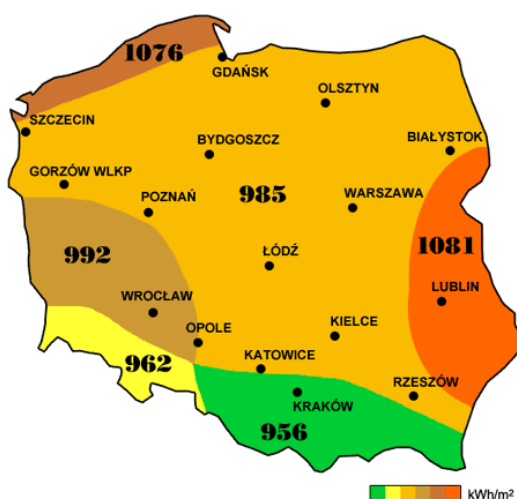 1076
GDAŃSK
OLSZTYN
SZCZECIN
BYDGOSZCZ
BIAŁYSTOK
GORZÓW WLKP
POZNAŃ
985
WARSZAWA
992
1081
ŁÓDŹ
WROCŁAW
LUBLIN
OPOLE
KIELCE
962
KATOWICE
RZESZÓW
KRAKÓW
956
kWh/m²